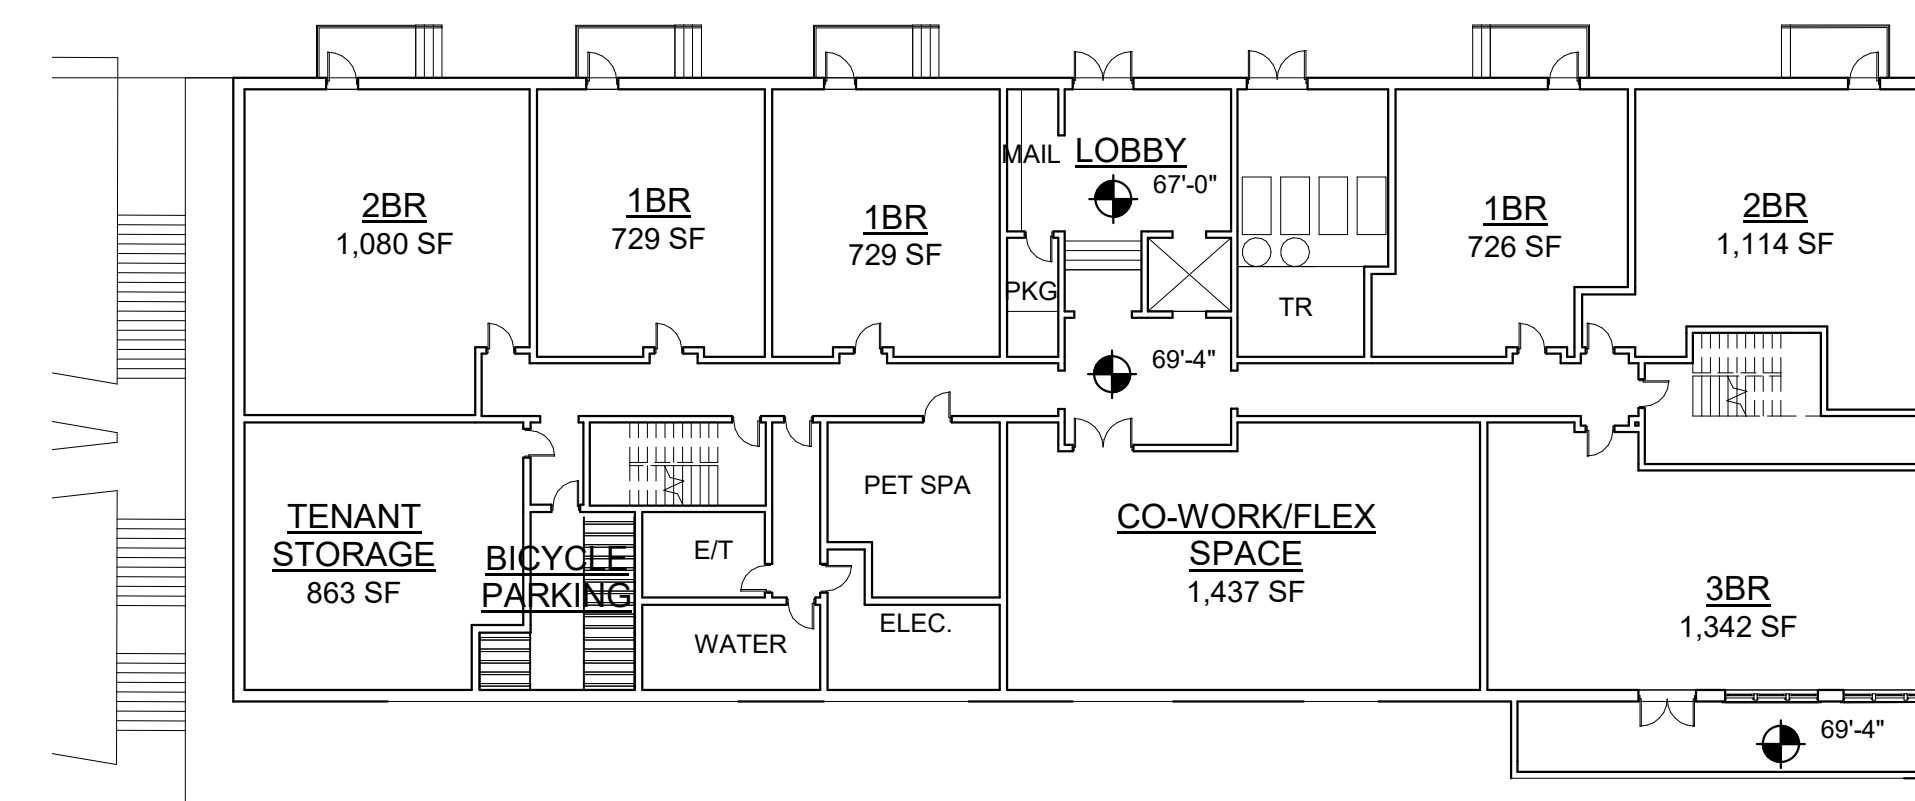 MAIL
LOBBY
67'-0"
2BR
1,080 SF
1BR
729 SF
1BR
729 SF
1BR
726 SF
2BR
1,114 SF
PKG
TR
69'-4"
TENANT
STORAGE
863 SF
BICYCLE
PARKING
E/T
WATER
PET SPA
ELEC.
CO-WORK/FLEX
SPACE
1,437 SF
3BR
1,342 SF
69'-4"